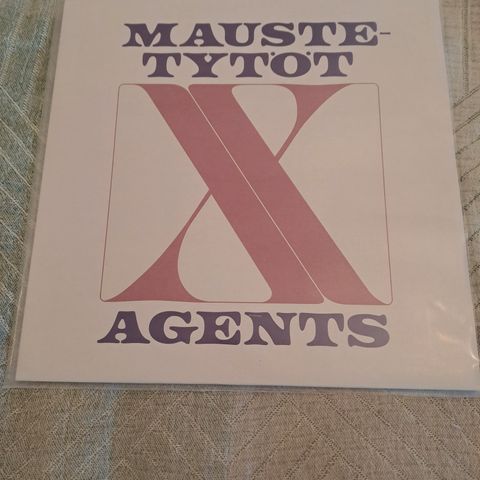 MAUSTE-
TYTÖT
X
AGENTS